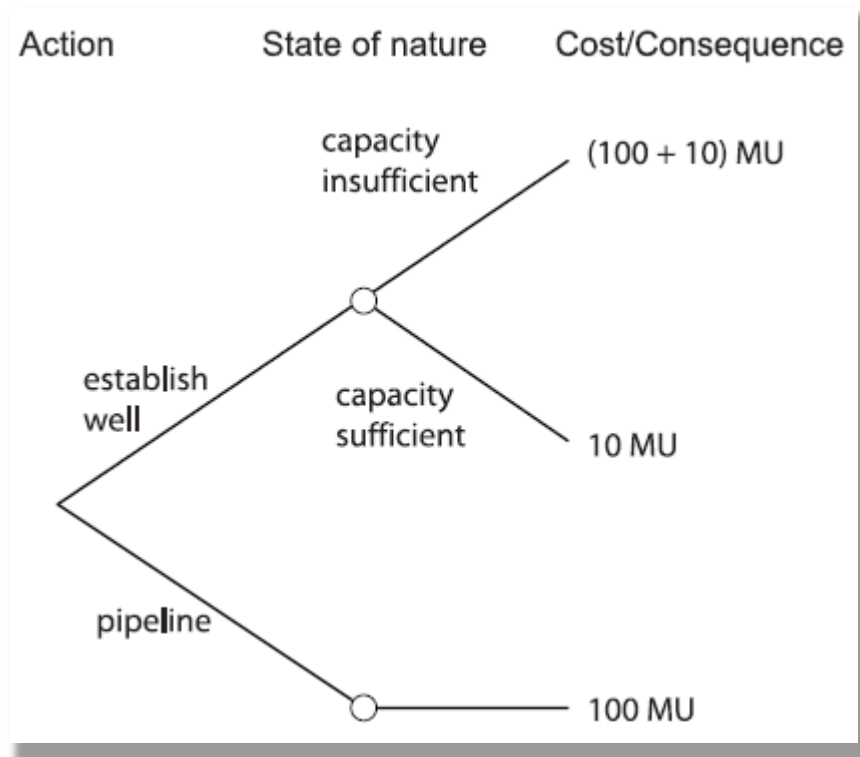 Action State of nature Cost/Consequence
capacity
insufficient
(100 + 10) MU
establish
well
capacity
sufficient
10 MU
pipeline
100 MU